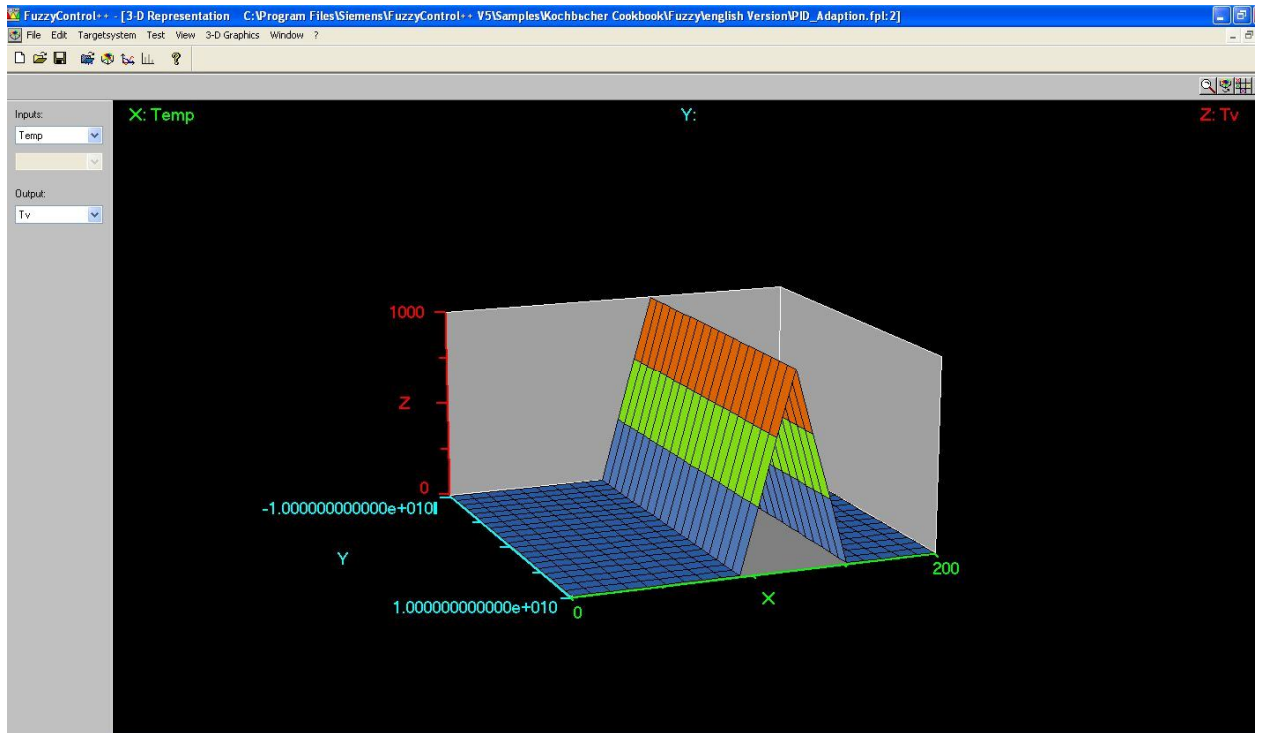 FuzzyControl++ - [3-D Representation C:\Program Files\Siemens\FuzzyControl++ V5\Samples\Kochbьcher Cookbook\Fuzzy\english Version\PID_Adaption.fpl:2]
File Edit Targetsystem Test View 3-D Graphics Window ?
X: Temp Y: Z: Tv
Inputs:
Temp
Output:
Tv
1000
Z
0
-1.000000000000e+010
Y
1.000000000000e+010
0
X
200